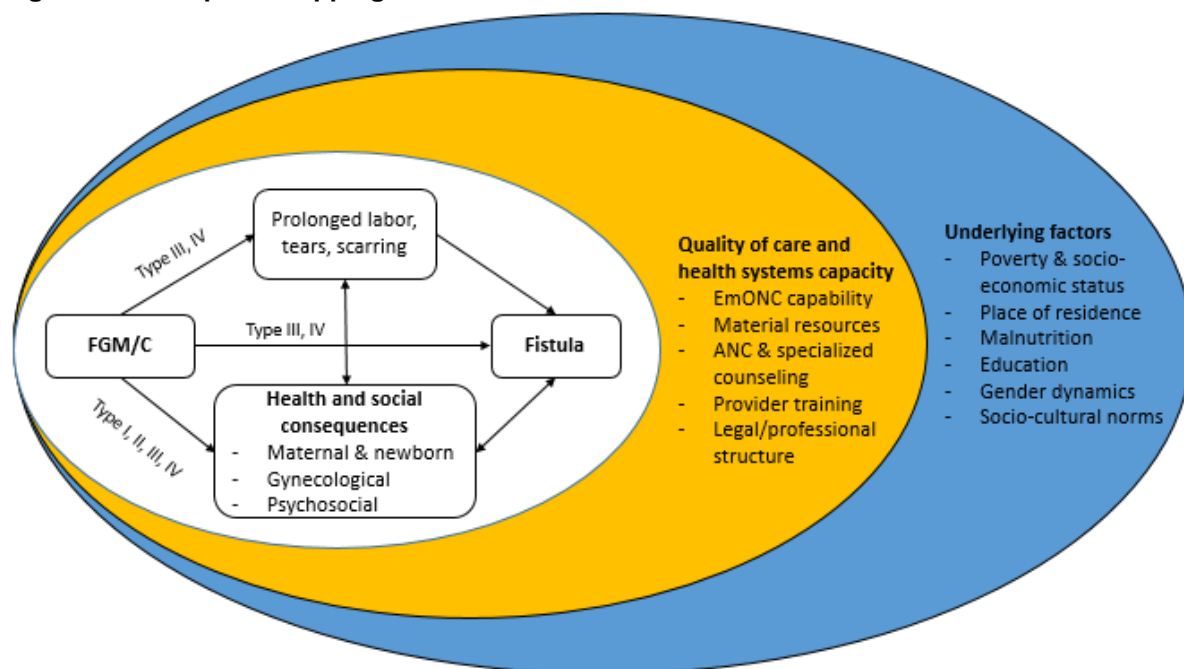 Prolonged labor,
tears, scarring
Type III, IV
FGM/C
Type III, IV
Fistula
Type I, II, III, IV
Health and social
consequences
- Maternal & newborn
- Gynecological
- Psychosocial
Quality of care and
health systems capacity
- EmONC capability
- Material resources
- ANC & specialized
counseling
- Provider training
- Legal/professional
structure
Underlying factors
- Poverty & socio-
economic status
- Place of residence
- Malnutrition
- Education
- Gender dynamics
- Socio-cultural norms